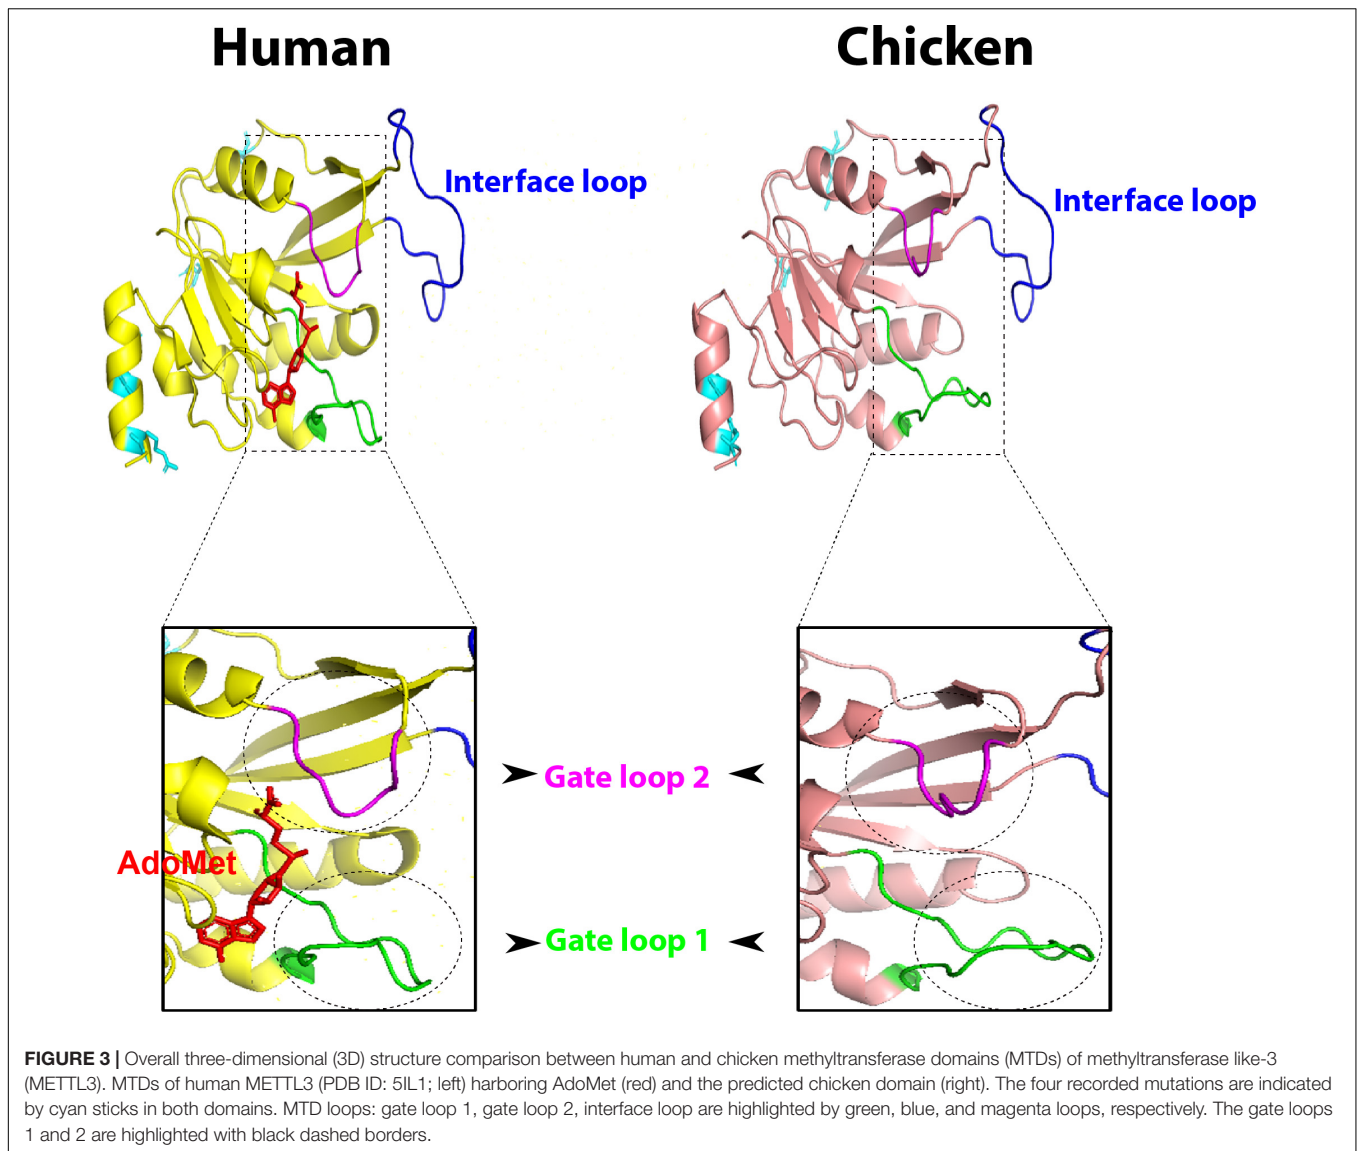 Human
Chicken
Interface loop
Interface loop
Gate loop 2
AdoMet
Gate loop 1
FIGURE 3 | Overall three-dimensional (3D) structure comparison between human and chicken methyltransferase domains (MTDs) of methyltransferase like-3
(METTL3). MTDs of human METTL3 (PDB ID: 5IL1; left) harboring AdoMet (red) and the predicted chicken domain (right). The four recorded mutations are indicated
by cyan sticks in both domains. MTD loops: gate loop 1, gate loop 2, interface loop are highlighted by green, blue, and magenta loops, respectively. The gate loops
1 and 2 are highlighted with black dashed borders.